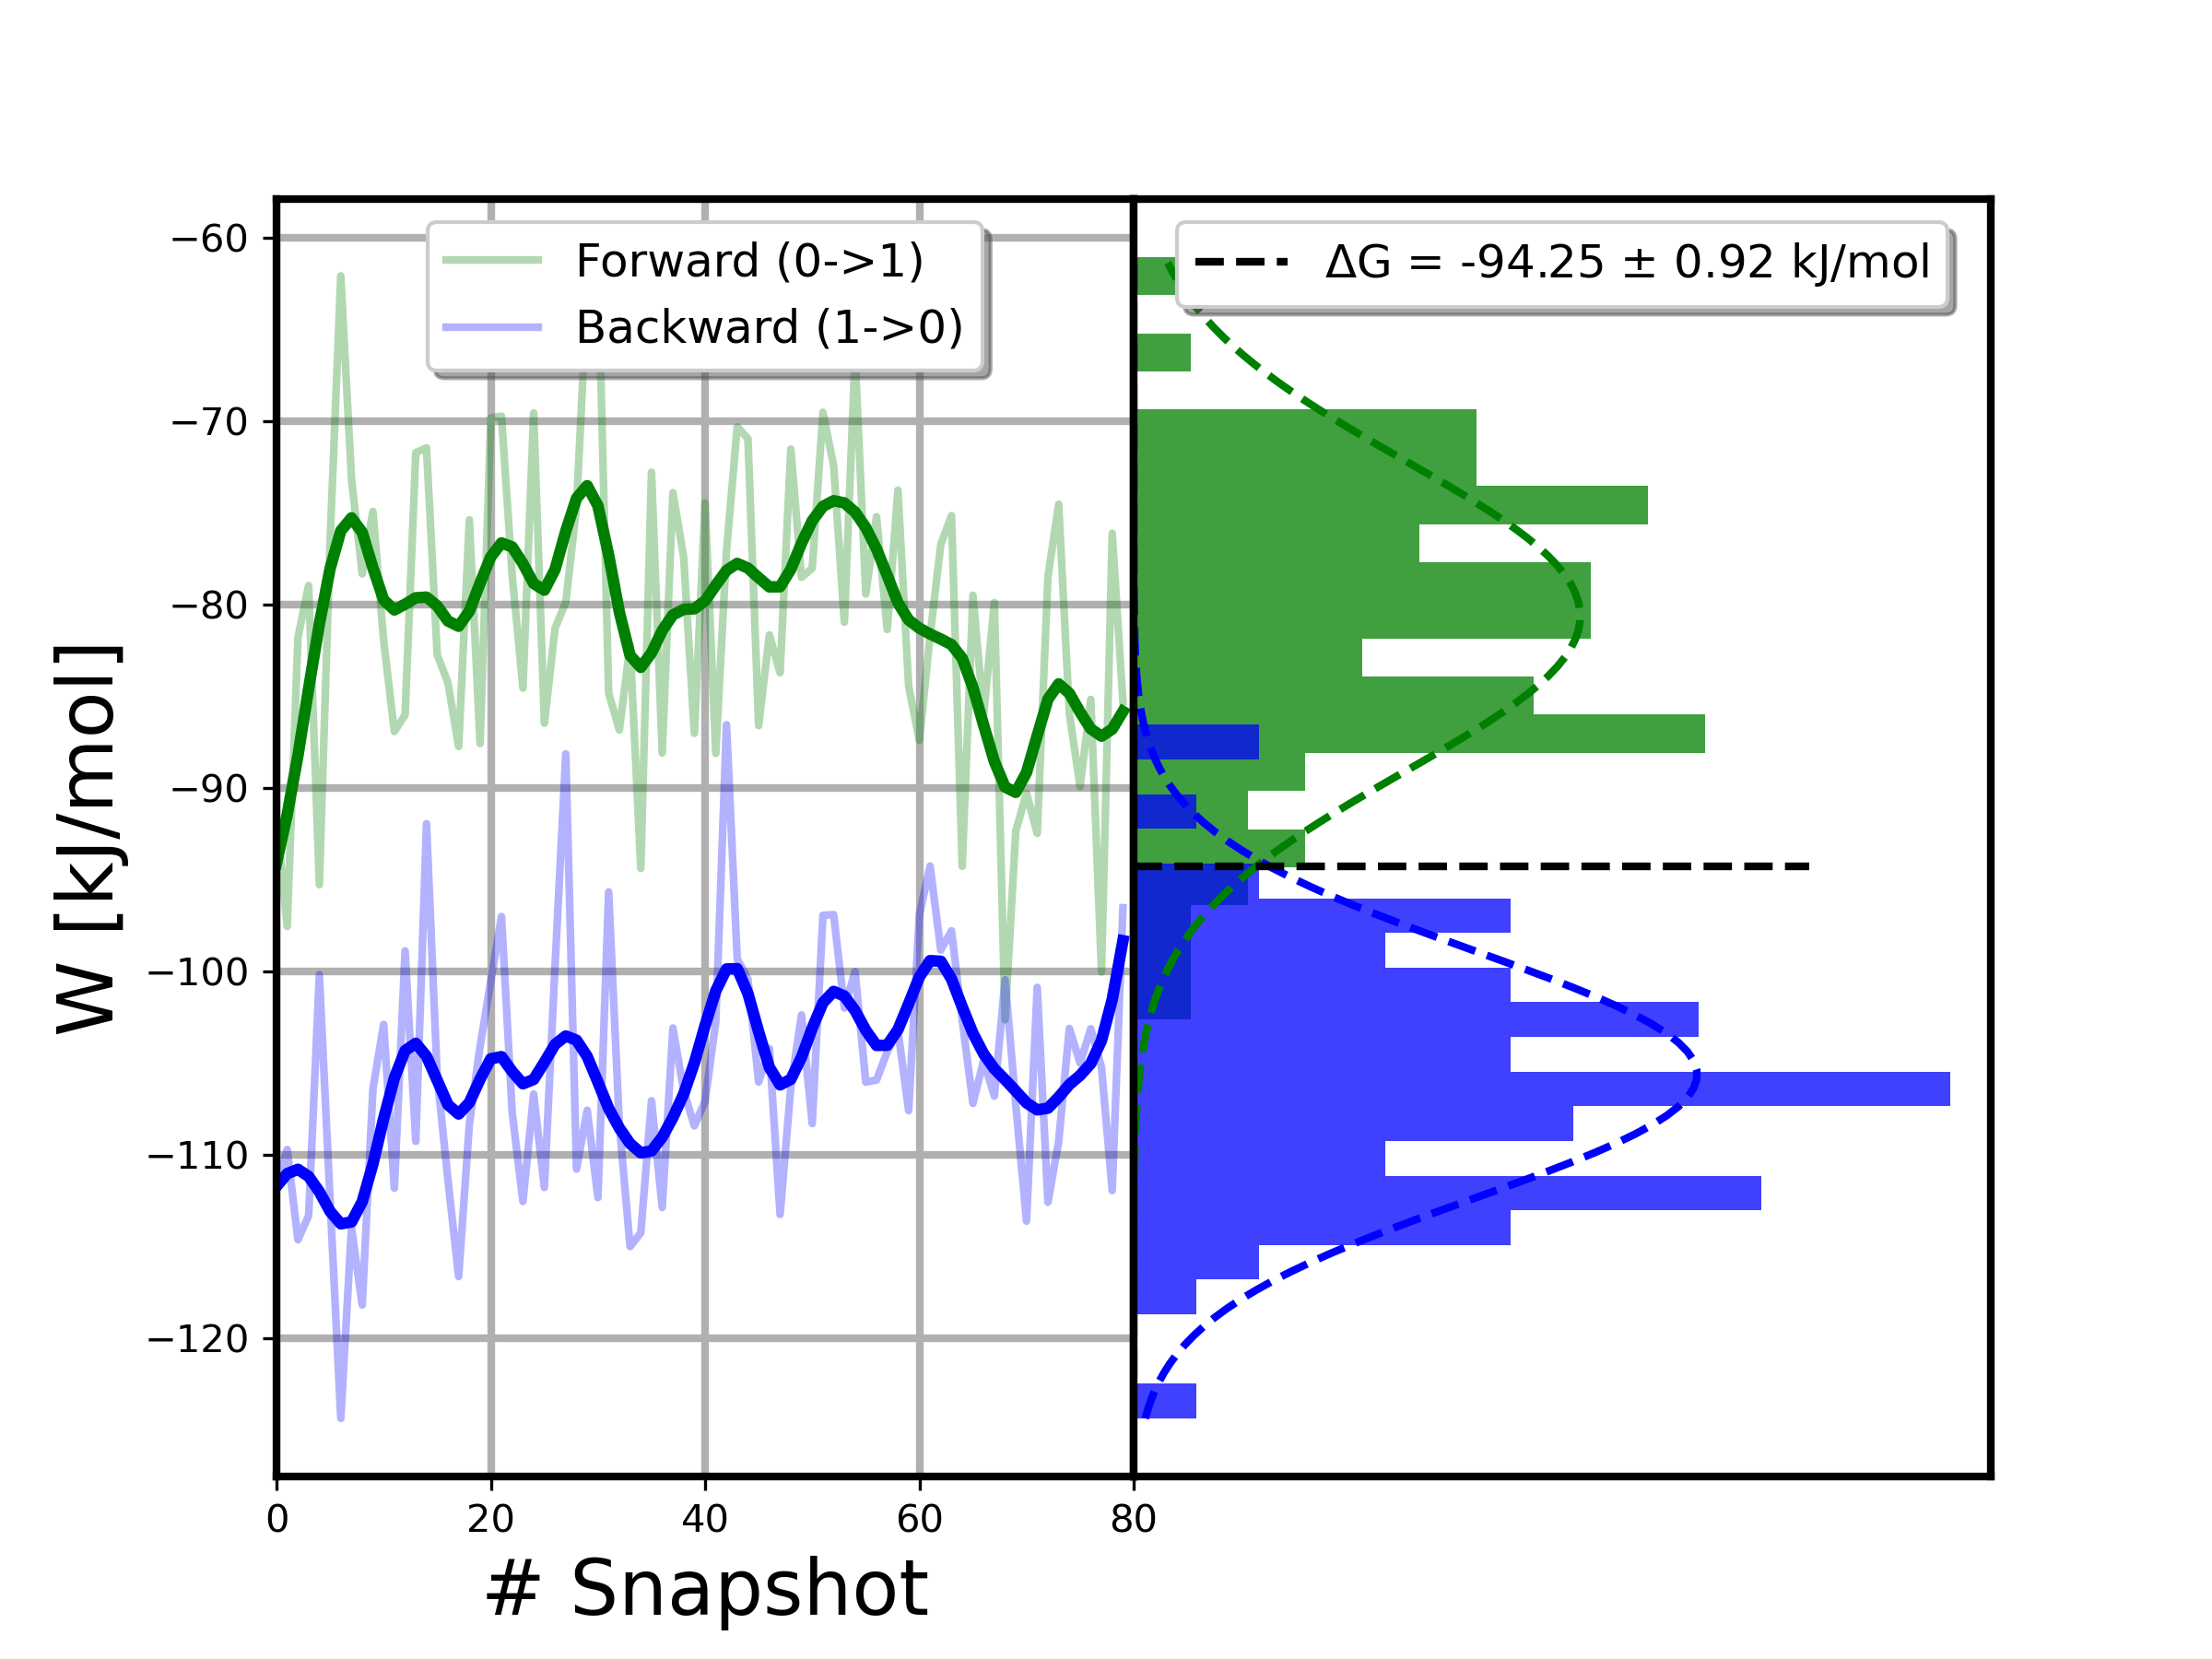 W [kJ/mol]
−60
−70
−80
−90
−100
−110
−120
Forward (0->1)
Backward (1->0)
ΔG = -94.25 ± 0.92 kJ/mol
0 20 40 60 80
# Snapshot